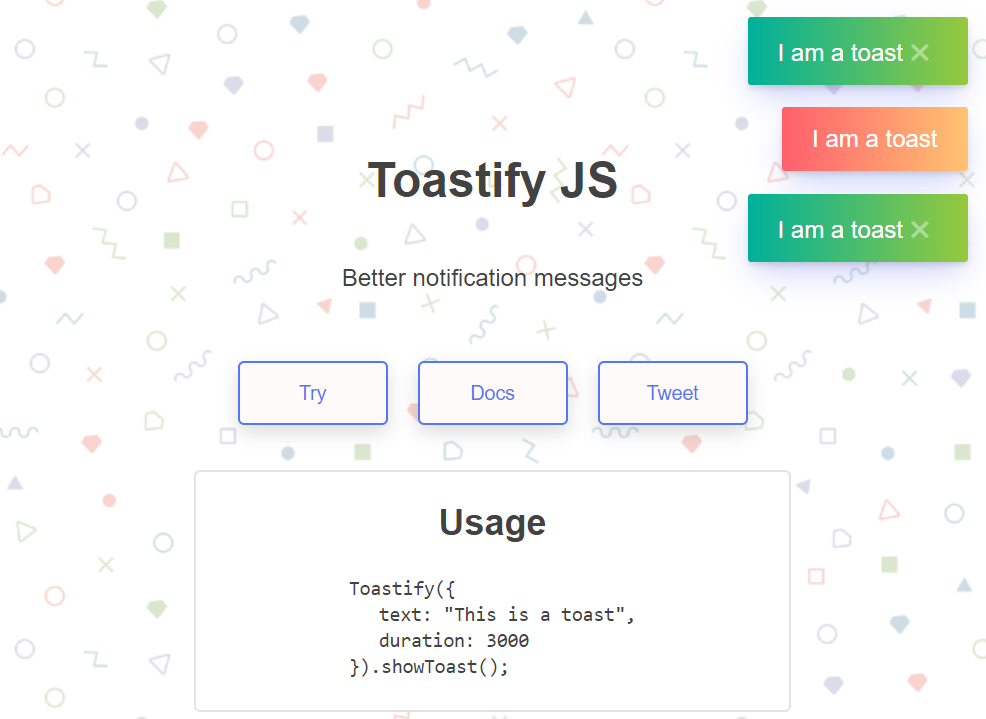 I am a toast ✕
I am a toast
Toastify JS
I am a toast ✕
Better notification messages
Try
Docs
Tweet
Usage
Toastify({
text: "This is a toast",
duration: 3000
}).showToast();